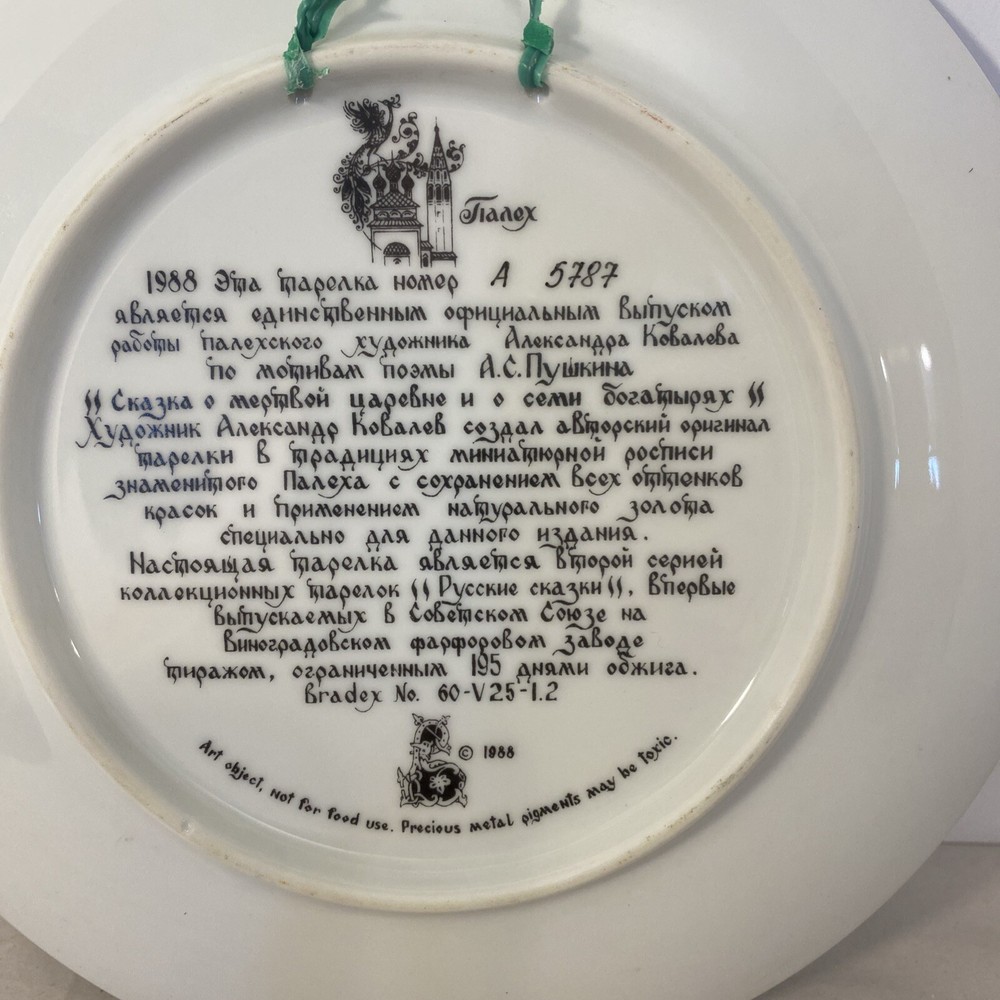 Палех
1988 Эта тарелка номер А 5787
является единственным официальным выпуском
работы палехского художника Александра Ковалева
по мотивам поэмы А.С.Пушкина
"Сказка о мертвой царевне и о семи богатырях"
Художник Александр Ковалев создал авторский оригинал
тарелки в традициях миниатюрной росписи
знаменитого Палеха с сохранением всех оттенков
красок и применением натурального золота
специально для данного издания.
Настоящая тарелка является второй серией
коллекционных тарелок "Русские сказки", впервые
выпускаемых в Советском Союзе на
Виноградовском фарфоровом заводе
тиражом, ограниченным 195 днями обжига.
Bradex No. 60-V25-1.2
© 1988
Art object, not for food use. Precious metal pigments may be toxic.